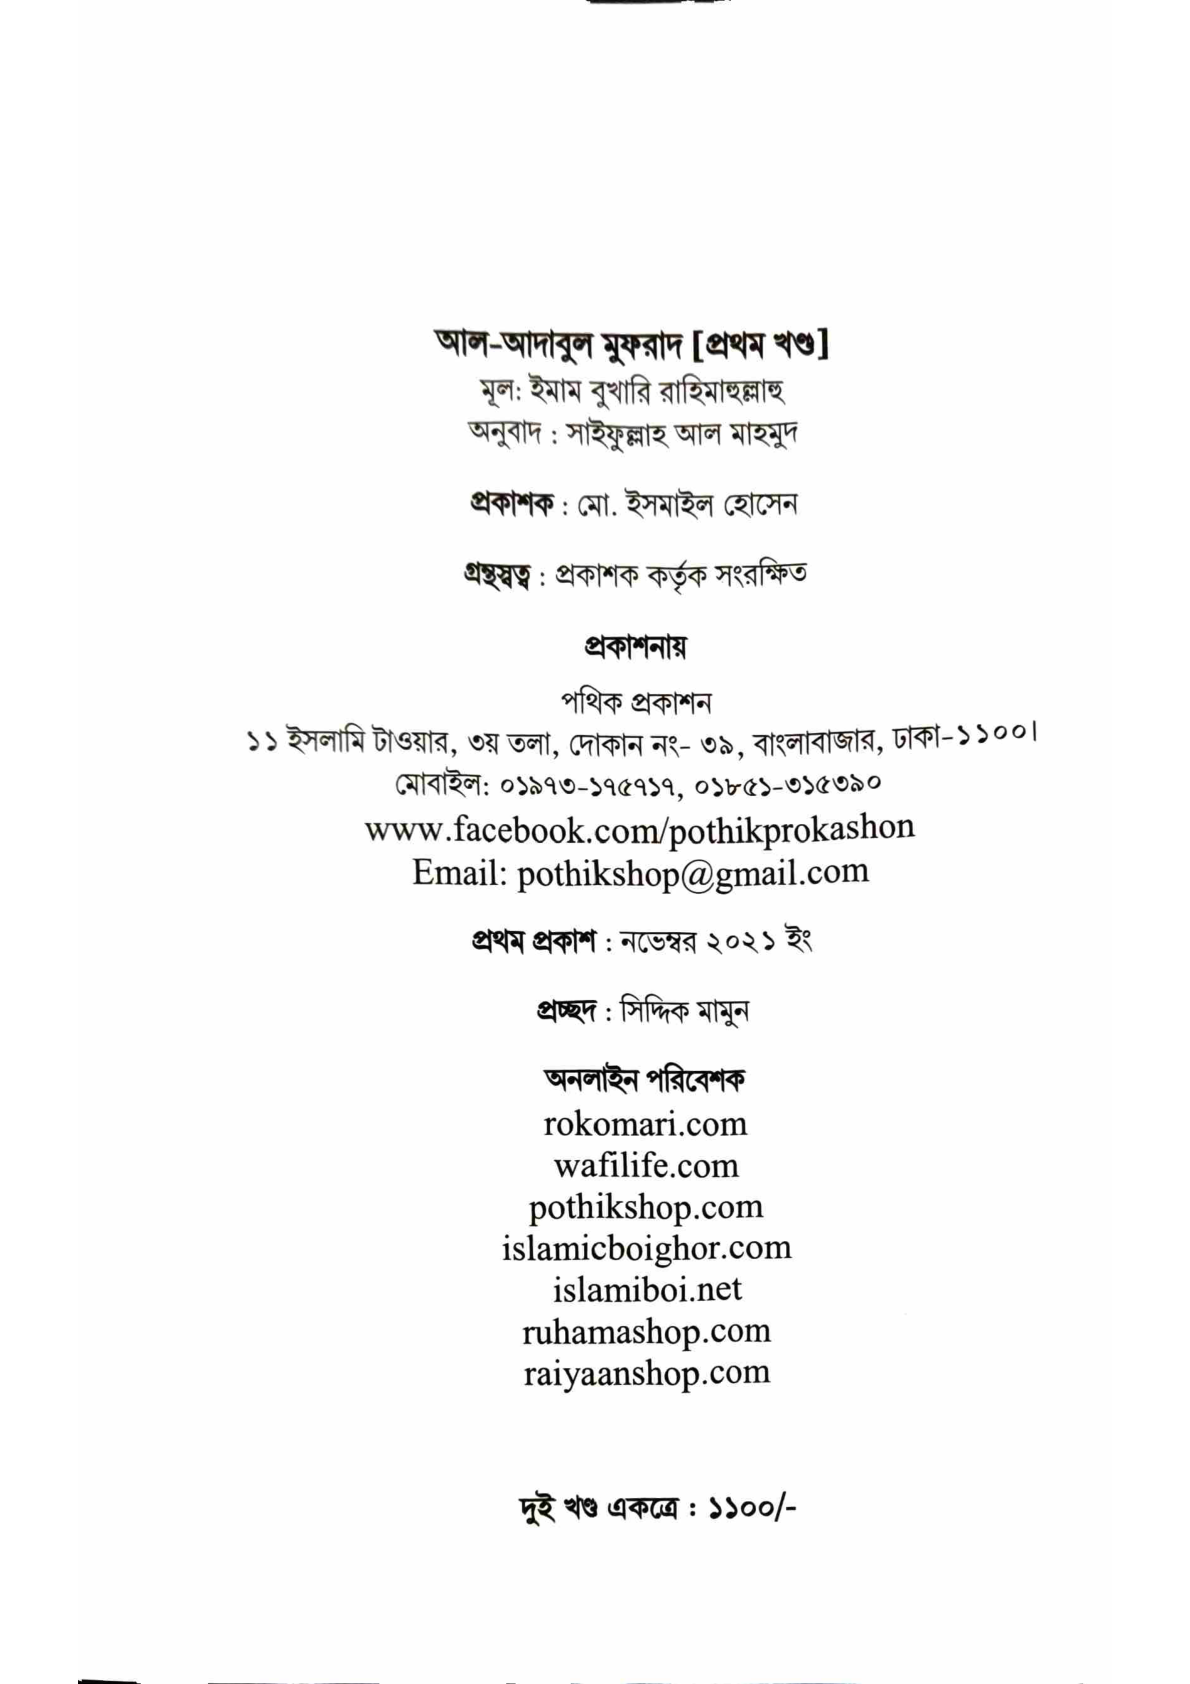 আল-আদাবুল মুফরাদ [প্রথম খণ্ড]
মূল: ইমাম বুখারি রাহিমাহুল্লাহু
অনুবাদ : সাইফুল্লাহ আল মাহমুদ
প্রকাশক : মো. ইসমাইল হোসেন
গ্রন্থস্বত্ব : প্রকাশক কর্তৃক সংরক্ষিত
প্রকাশনায়
পথিক প্রকাশন
১১ ইসলামি টাওয়ার, ৩য় তলা, দোকান নং- ৩৯, বাংলাবাজার, ঢাকা-১১০০।
মোবাইল: ০১৯৭৩-১৭৫৭১৭, ০১৮৫১-৩১৫৩৯০
www.facebook.com/pothikprokashon
Email: pothikshop@gmail.com
প্রথম প্রকাশ : নভেম্বর ২০২১ ইং
প্রচ্ছদ : সিদ্দিক মামুন
অনলাইন পরিবেশক
rokomari.com
wafilife.com
pothikshop.com
islamicboighor.com
islamiboi.net
ruhamashop.com
raiyaanshop.com
দুই খণ্ড একত্রে : ১১০০/-